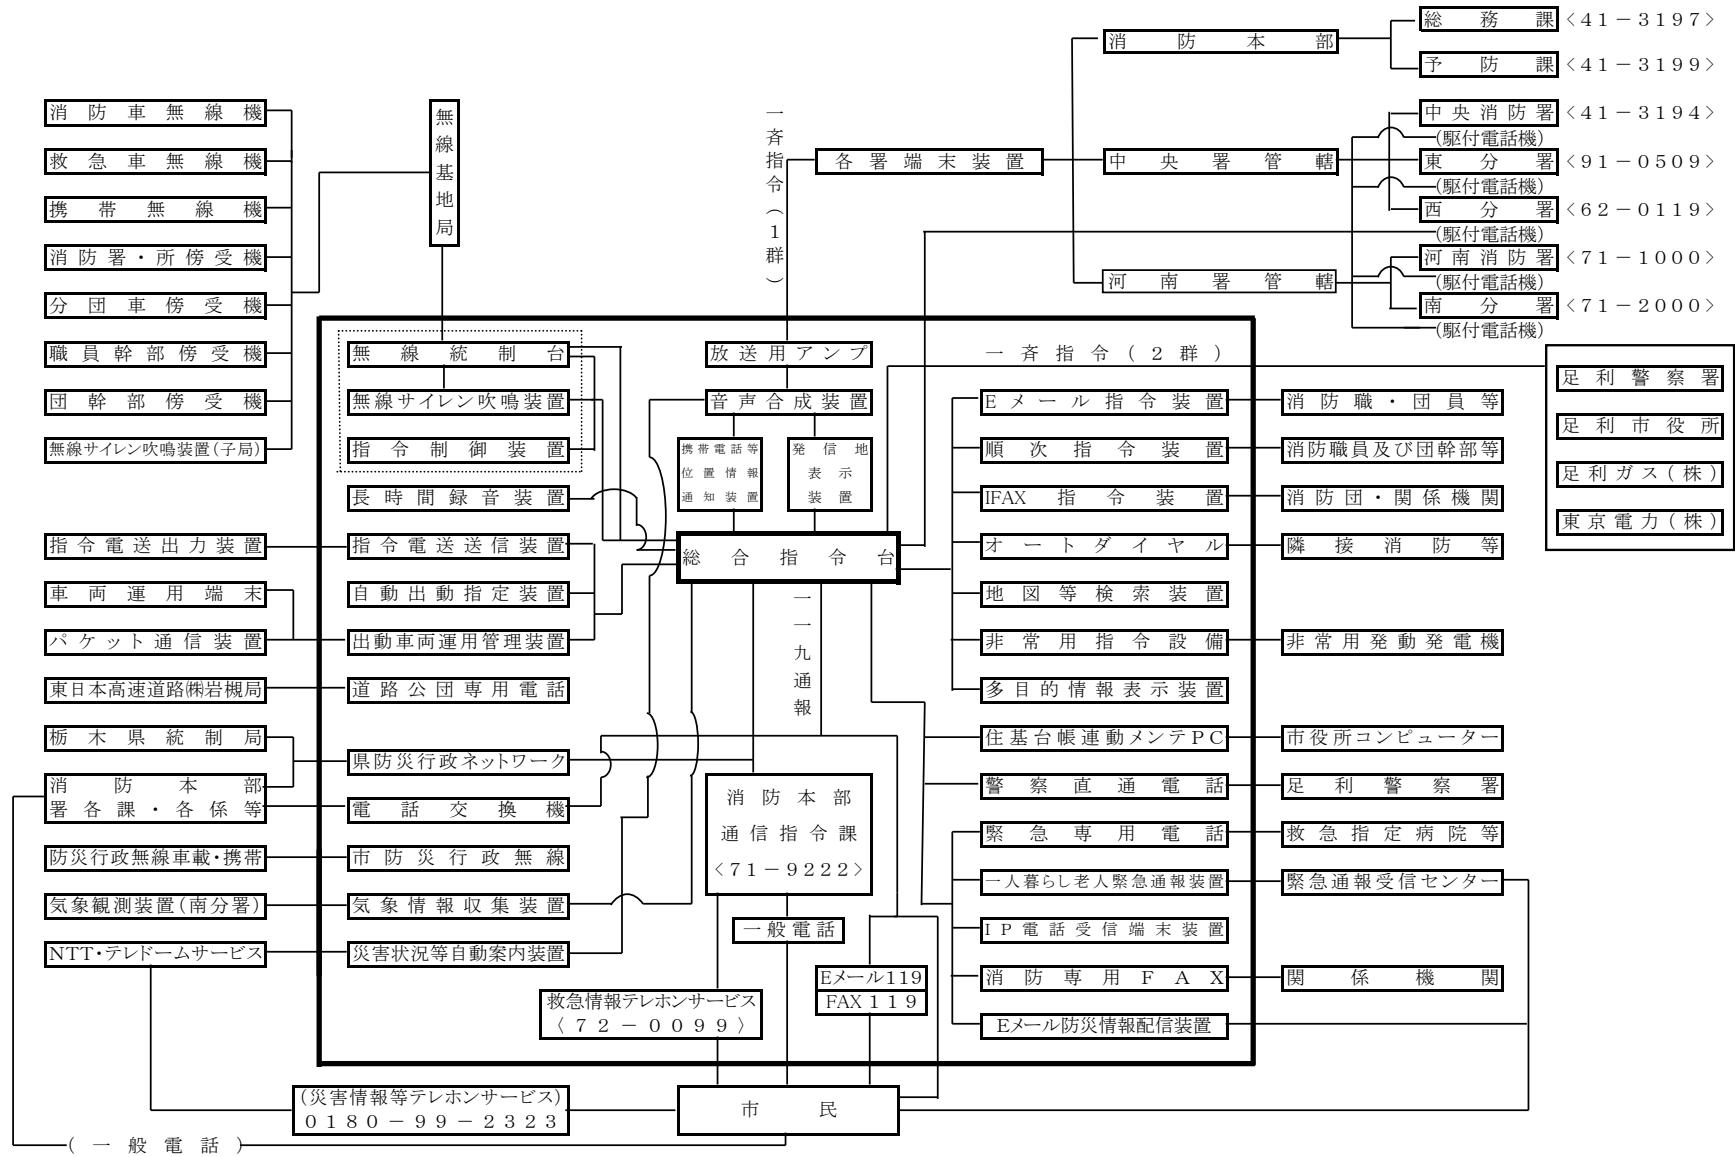 総務課 〈41－3197〉
消防本部
予防課 〈41－3199〉
消防車無線機
無線基地局
一斉指令(1群)
中央消防署 〈41－3194〉
(駆付電話機)
救急車無線機
各署端末装置
中央署管轄
東分署 〈91－0509〉
(駆付電話機)
携帯無線機
西分署 〈62－0119〉
(駆付電話機)
消防署・所傍受機
河南消防署 〈71－1000〉
河南署管轄
(駆付電話機)
分団車傍受機
南分署 〈71－2000〉
(駆付電話機)
職員幹部傍受機
無線統制台
放送用アンプ
一斉指令(2群)
足利警察署
団幹部傍受機
無線サイレン吹鳴装置
音声合成装置
Eメール指令装置
消防職・団員等
足利市役所
無線サイレン吹鳴装置(子局)
指令制御装置
携帯電話等
位置情報
通知装置
発信地
表示
装置
順次指令装置
消防職員及び団幹部等
足利ガス(株)
長時間録音装置
IFAX指令装置
消防団・関係機関
東京電力(株)
指令電送出力装置
指令電送送信装置
総合指令台
オートダイヤル
隣接消防等
車両運用端末
自動出動指定装置
一一九通報
地図等検索装置
パケット通信装置
出動車両運用管理装置
非常用指令設備
非常用発動発電機
東日本高速道路㈱岩槻局
道路公団専用電話
多目的情報表示装置
栃木県統制局
県防災行政ネットワーク
住基台帳連動メンテPC
市役所コンピューター
消防本部
署各課・各係等
電話交換機
消防本部
通信指令課
〈71－9222〉
警察直通電話
足利警察署
防災行政無線車載・携帯
市防災行政無線
緊急専用電話
救急指定病院等
気象観測装置(南分署)
気象情報収集装置
一人暮らし老人緊急通報装置
緊急通報受信センター
一般電話
IP電話受信端末装置
NTT・テレドームサービス
災害状況等自動案内装置
Eメール119
FAX119
消防専用FAX
関係機関
救急情報テレホンサービス
〈72－0099〉
Eメール防災情報配信装置
(災害情報等テレホンサービス)
0180－99－2323
市民
(一般電話)